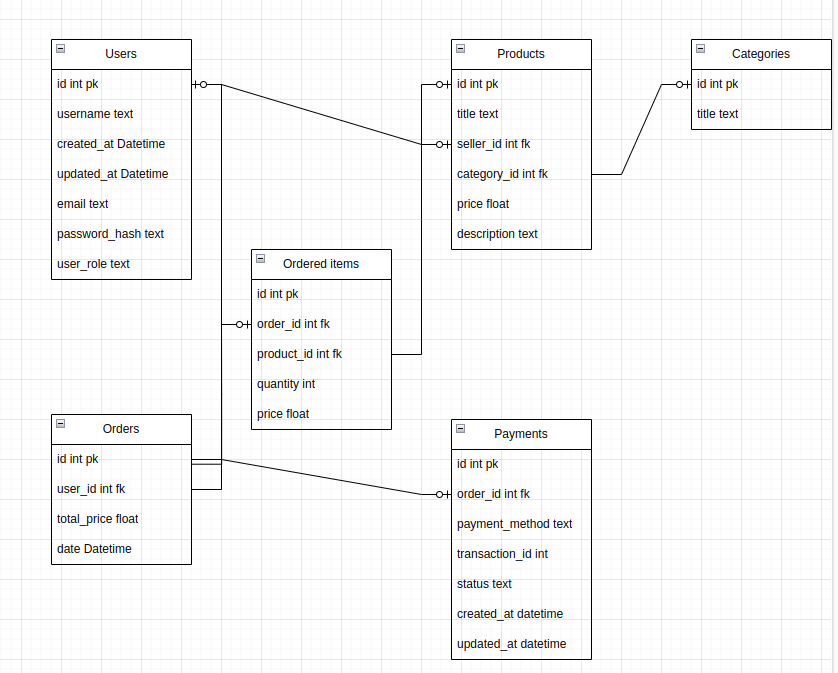 Users
id int pk
username text
created_at Datetime
updated_at Datetime
email text
password_hash text
user_role text
Products
id int pk
title text
seller_id int fk
category_id int fk
price float
description text
Categories
id int pk
title text
Ordered items
id int pk
order_id int fk
product_id int fk
quantity int
price float
Orders
id int pk
user_id int fk
total_price float
date Datetime
Payments
id int pk
order_id int fk
payment_method text
transaction_id int
status text
created_at datetime
updated_at datetime